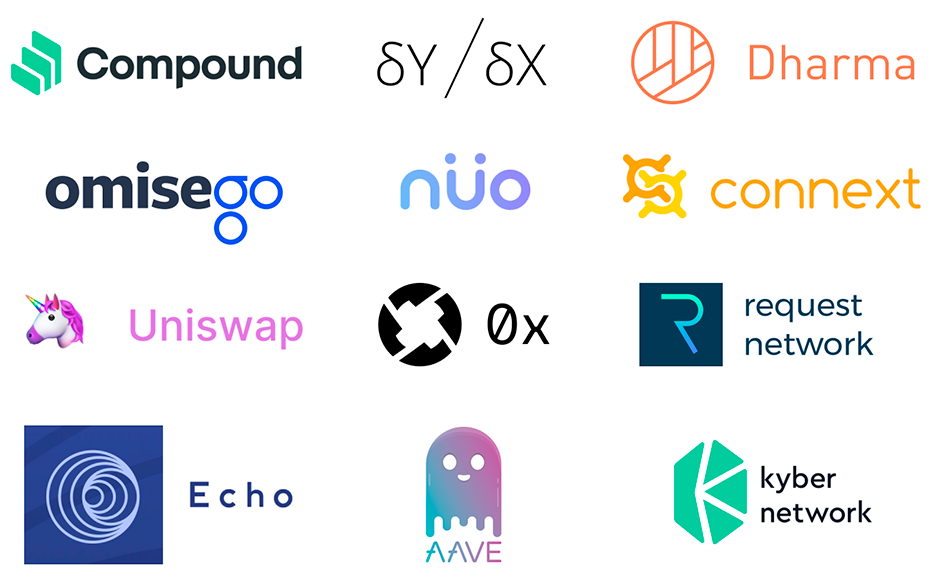 Compound
δY/δX
Dharma
omisego
nüo
connext
Uniswap
0x
request
network
Echo
AAVE
kyber
network